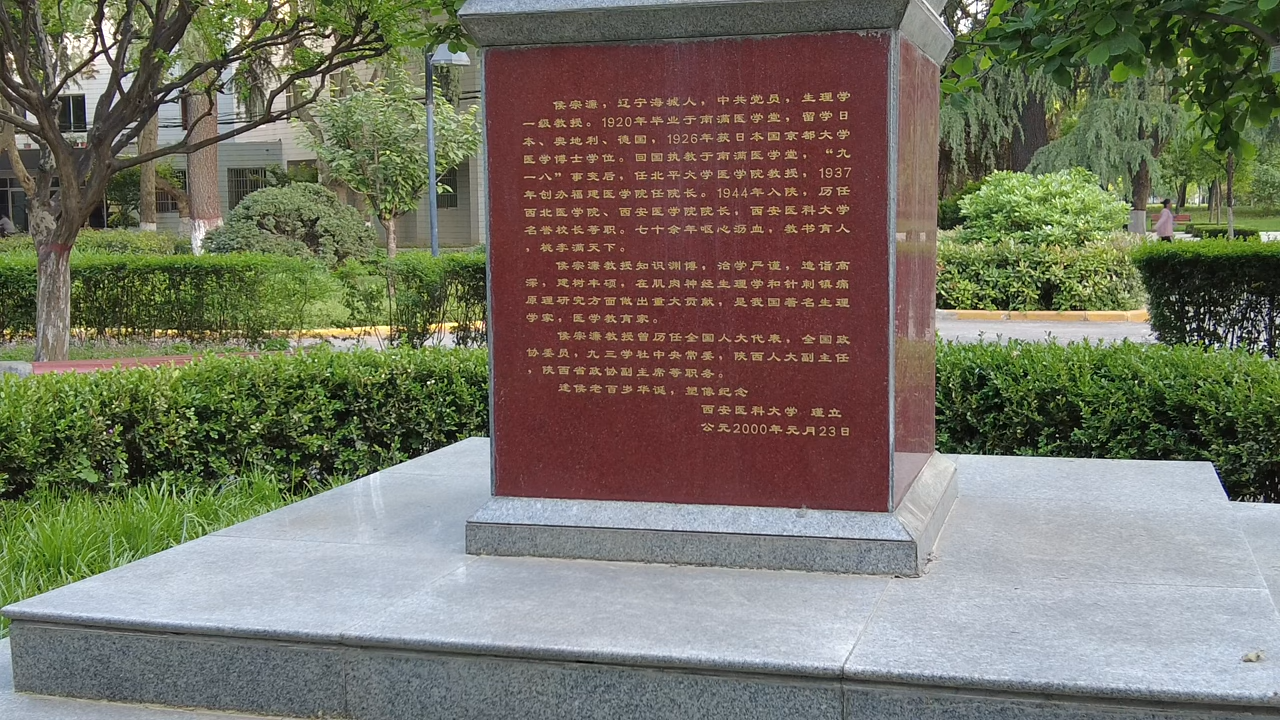 侯宗濂，辽宁海城人，中共党员，生理学
一级教授。1920年毕业于南满医学堂，留学日
本、奥地利、德国，1926年获日本国京都大学
医学博士学位。回国执教于南满医学堂，“九
一八”事变后，任北平大学医学院教授，1937
年创办福建医学院任院长。1944年入陕，历任
西北医学院、西安医学院院长，西安医科大学
名誉校长等职。七十余年呕心沥血，教书育人
，桃李满天下。
侯宗濂教授知识渊博，治学严谨，造诣高
深，建树丰硕，在肌肉神经生理学和针刺镇痛
原理研究方面做出重大贡献，是我国著名生理
学家，医学教育家。
侯宗濂教授曾历任全国人大代表，全国政
协委员，九三学社中央常委，陕西人大副主任
，陕西省政协副主席等职务。
逢侯老百岁华诞，塑像纪念
西安医科大学 谨立
公元2000年元月23日